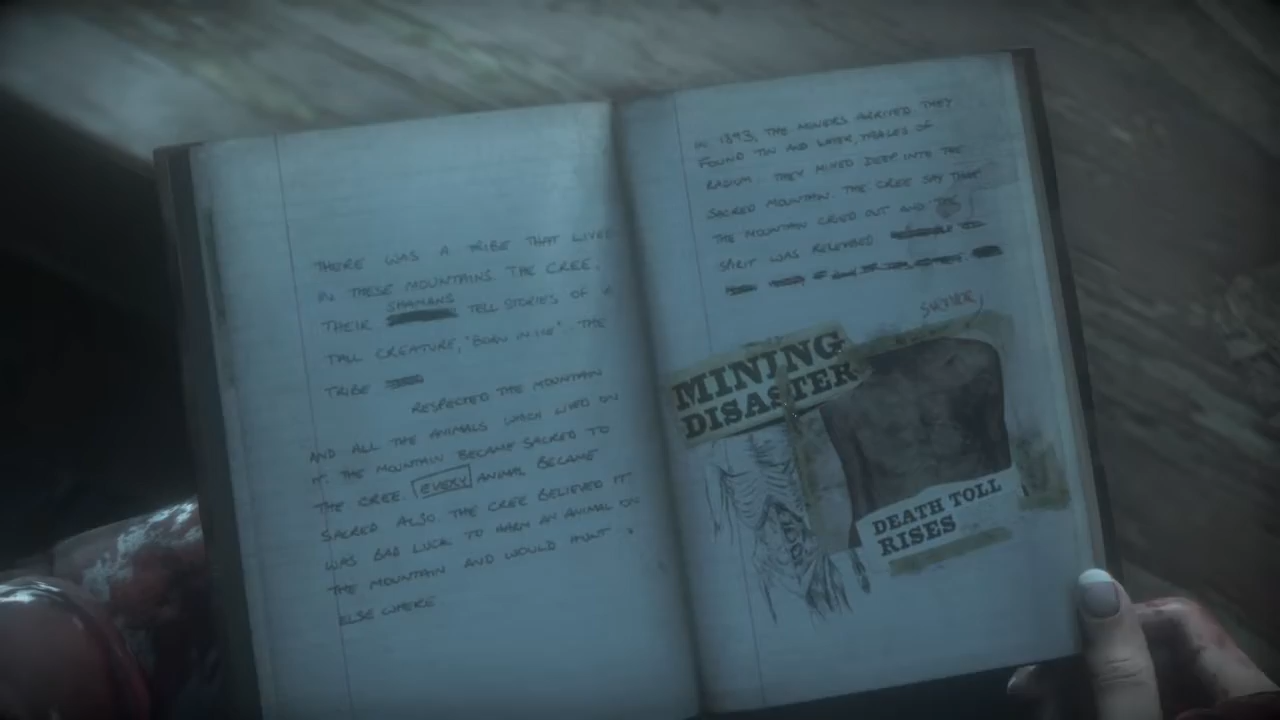 THERE WAS A TRIBE THAT LIVED
IN THESE MOUNTAINS. THE CREE,
SHAMANS
THEIR TELL STORIES OF A
TALL CREATURE, "BORN IN ICE". THE
TRIBE
RESPECTED THE MOUNTAIN
AND ALL THE ANIMALS WHICH LIVED ON
IT. THE MOUNTAIN BECAME SACRED TO
THE CREE. EVERY ANIMAL BECAME
SACRED ALSO. THE CREE BELIEVED IT
WAS BAD LUCK TO HARM AN ANIMAL ON
THE MOUNTAIN AND WOULD HUNT
ELSE WHERE
IN 1893, THE MINERS ARRIVED THEY
FOUND TIN AND LATER, TRACES OF
RADIUM. THEY MINED DEEP INTO THE
SACRED MOUNTAIN. THE CREE SAY THAT
THE MOUNTAIN CRIED OUT AND THE
SPIRIT WAS RELEASED
SURVIVOR
MINING
DISASTER
DEATH TOLL
RISES